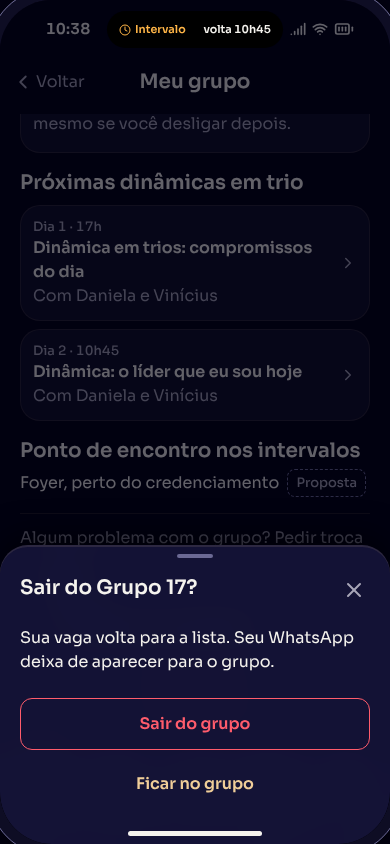 10:38
Intervalo volta 10h45
Voltar
Meu grupo
mesmo se você desligar depois.
Próximas dinâmicas em trio
Dia 1 · 17h
Dinâmica em trios: compromissos
do dia
Com Daniela e Vinícius
Dia 2 · 10h45
Dinâmica: o líder que eu sou hoje
Com Daniela e Vinícius
Ponto de encontro nos intervalos
Foyer, perto do credenciamento Proposta
Algum problema com o grupo? Pedir troca
Sair do Grupo 17?
Sua vaga volta para a lista. Seu WhatsApp
deixa de aparecer para o grupo.
Sair do grupo
Ficar no grupo